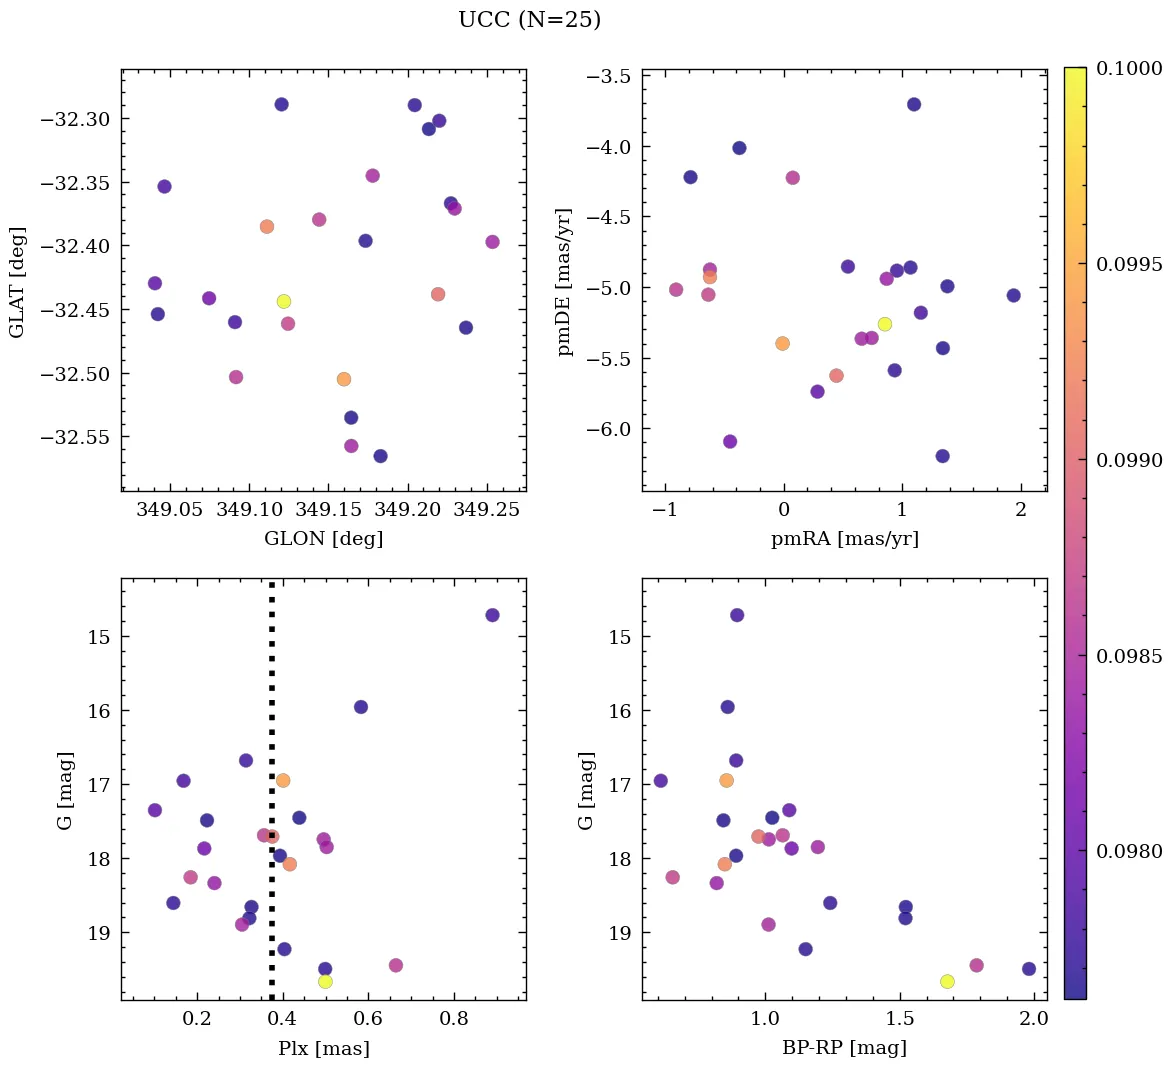 UCC (N=25)
−32.30
−32.35
−32.40
−32.45
−32.50
−32.55
GLAT [deg]
349.05 349.10 349.15 349.20 349.25
GLON [deg]
−3.5
−4.0
−4.5
−5.0
−5.5
−6.0
pmDE [mas/yr]
−1 0 1 2
pmRA [mas/yr]
15
16
17
18
19
G [mag]
0.2 0.4 0.6 0.8
Plx [mas]
15
16
17
18
19
G [mag]
1.0 1.5 2.0
BP-RP [mag]
0.1000
0.0995
0.0990
0.0985
0.0980